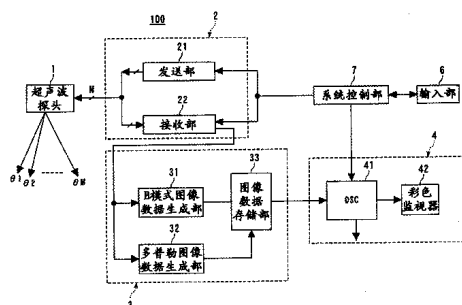 100
2
1
超声波
探头
N
21
发送部
22
接收部
7
系统控制部
6
输入部
θ1 θ2 ---- θM
31
B模式图像
数据生成部
32
多普勒图像
数据生成部
33
图像
数据
存储部
4
41
DSC
42
彩色
监视器
3